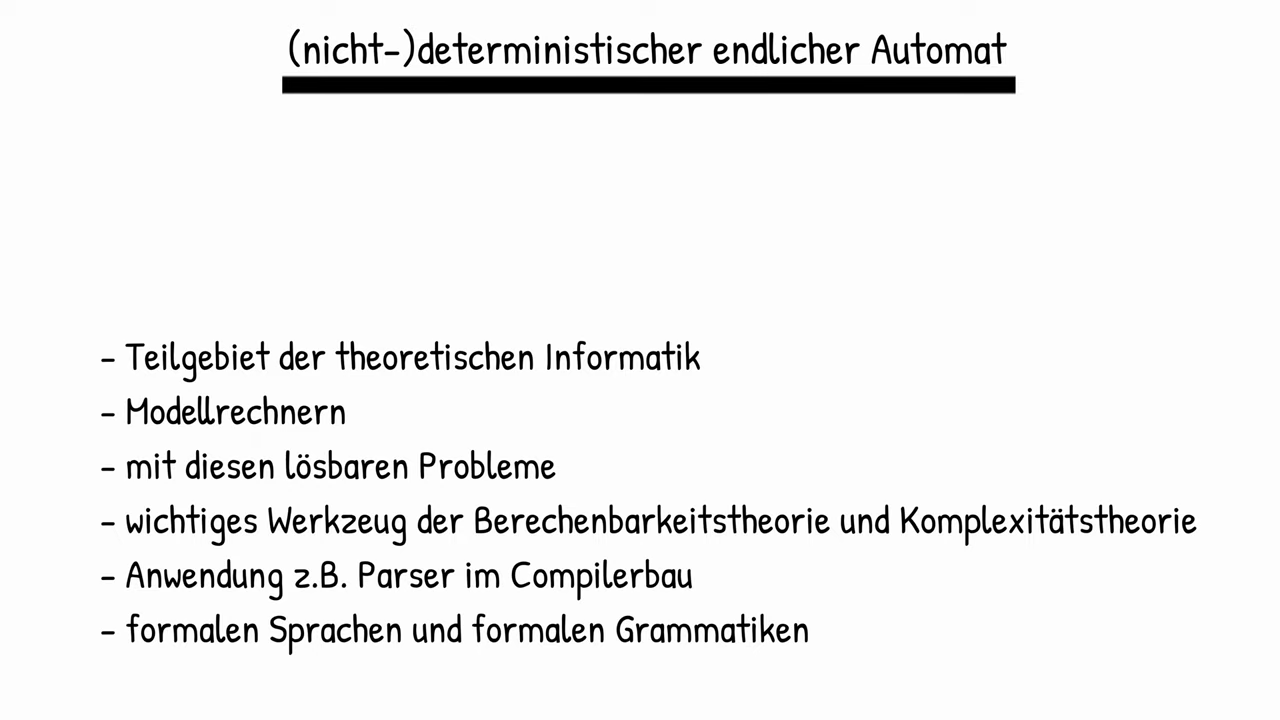 (nicht-)deterministischer endlicher Automat
- Teilgebiet der theoretischen Informatik
- Modellrechnern
- mit diesen lösbaren Probleme
- wichtiges Werkzeug der Berechenbarkeitstheorie und Komplexitätstheorie
- Anwendung z.B. Parser im Compilerbau
- formalen Sprachen und formalen Grammatiken